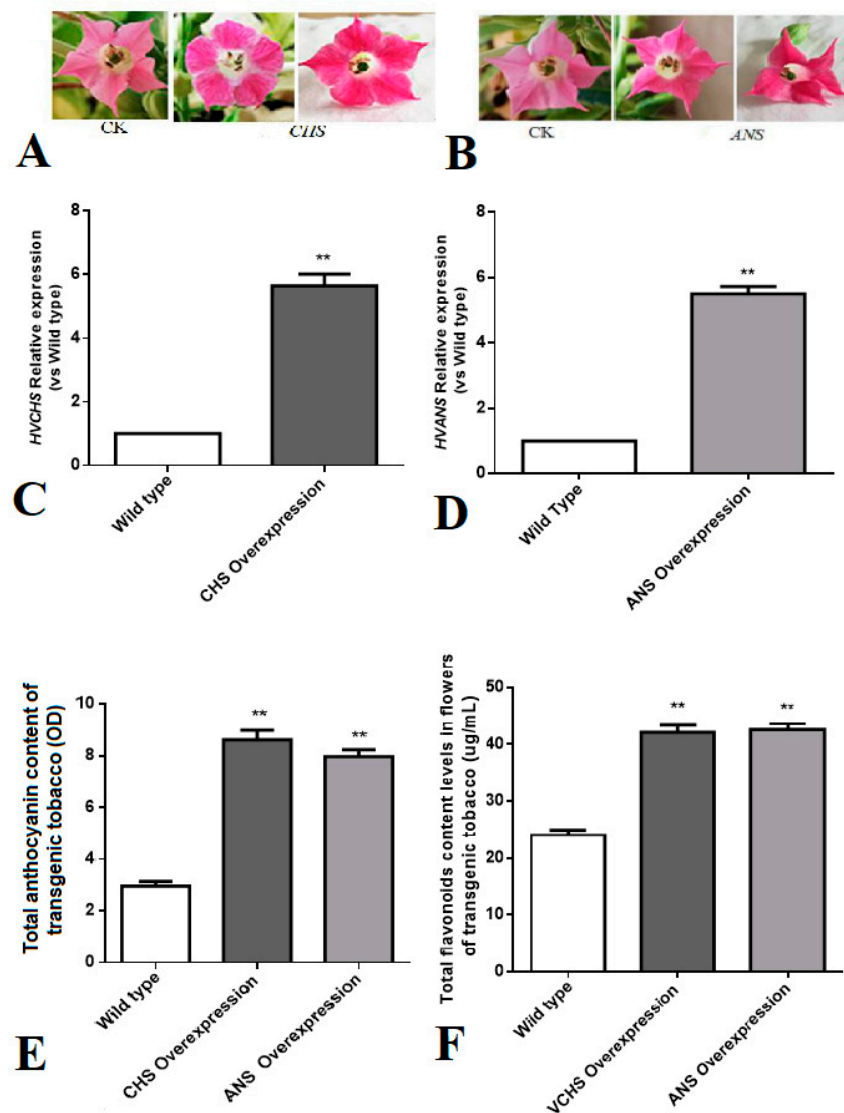 CK
CHS
A
CK
ANS
B
HVCHS Relative expression
(vs Wild type)
8
6
4
2
0
**
Wild type
CHS Overexpression
C
HVANS Relative expression
(vs Wild type)
8
6
4
2
0
**
Wild Type
ANS Overexpression
D
Total anthocyanin content of
transgenic tobacco (OD)
10
8
6
4
2
0
**
**
Wild type
CHS Overexpression
ANS Overexpression
E
Total flavonoids content levels in flowers
of transgenic tobacco (ug/mL)
50
40
30
20
10
0
**
**
Wild type
VCHS Overexpression
ANS Overexpression
F